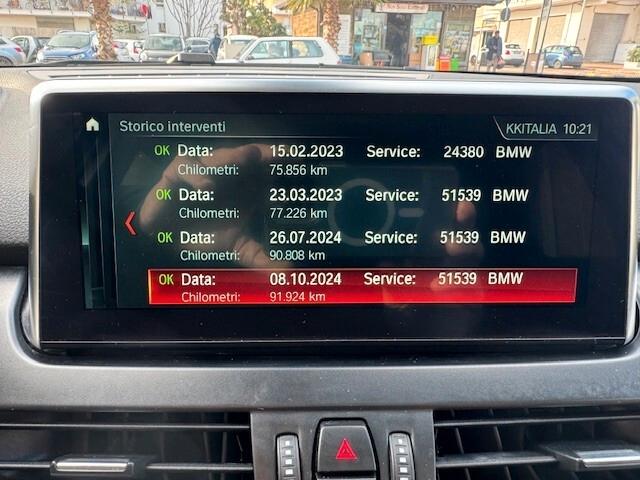 Storico interventi KKITALIA 10:21
OK Data: 15.02.2023 Service: 24380 BMW
Chilometri: 75.856 km
OK Data: 23.03.2023 Service: 51539 BMW
Chilometri: 77.226 km
OK Data: 26.07.2024 Service: 51539 BMW
Chilometri: 90.808 km
OK Data: 08.10.2024 Service: 51539 BMW
Chilometri: 91.924 km